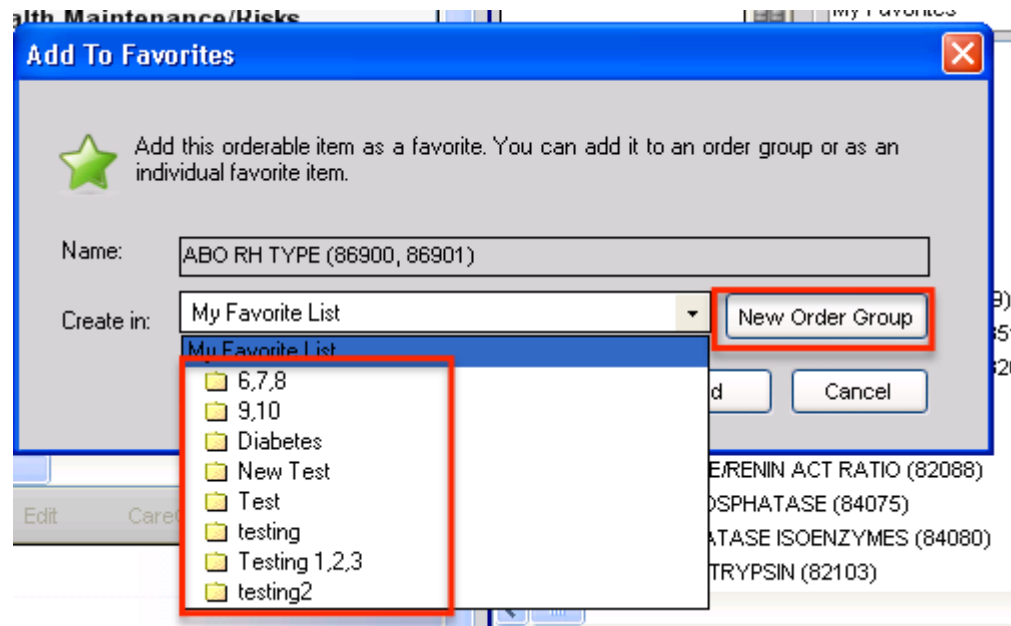 alth Maintenance/Risks
My Favorites
Add To Favorites
Add this orderable item as a favorite. You can add it to an order group or as an
individual favorite item.
Name:
ABO RH TYPE (86900, 86901)
Create in:
My Favorite List
New Order Group
My Favorite List
6,7,8
9,10
Diabetes
New Test
Test
testing
Testing 1,2,3
testing2
d
Cancel
Edit
Care
E/RENIN ACT RATIO (82088)
OSPHATASE (84075)
ATASE ISOENZYMES (84080)
TRYPSIN (82103)